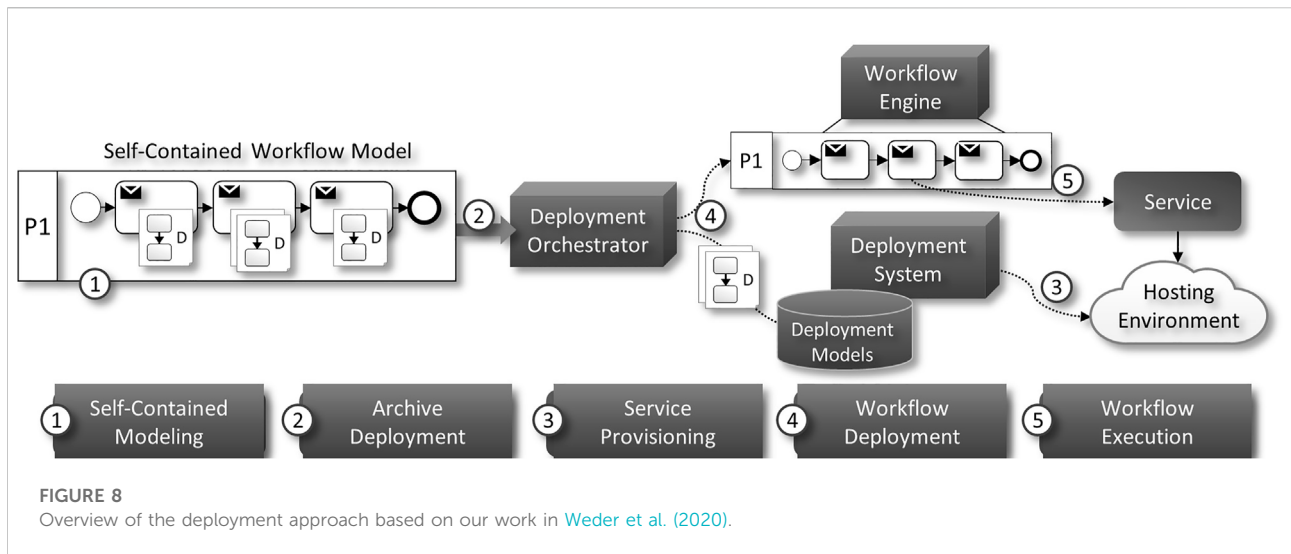 Self-Contained Workflow Model
P1
D
D
D
1
2
Deployment
Orchestrator
4
D
Workflow
Engine
P1
5
Service
Deployment
System
3
Hosting
Environment
Deployment
Models
1
Self-Contained
Modeling
2
Archive
Deployment
3
Service
Provisioning
4
Workflow
Deployment
5
Workflow
Execution
FIGURE 8
Overview of the deployment approach based on our work in Weder et al. (2020).